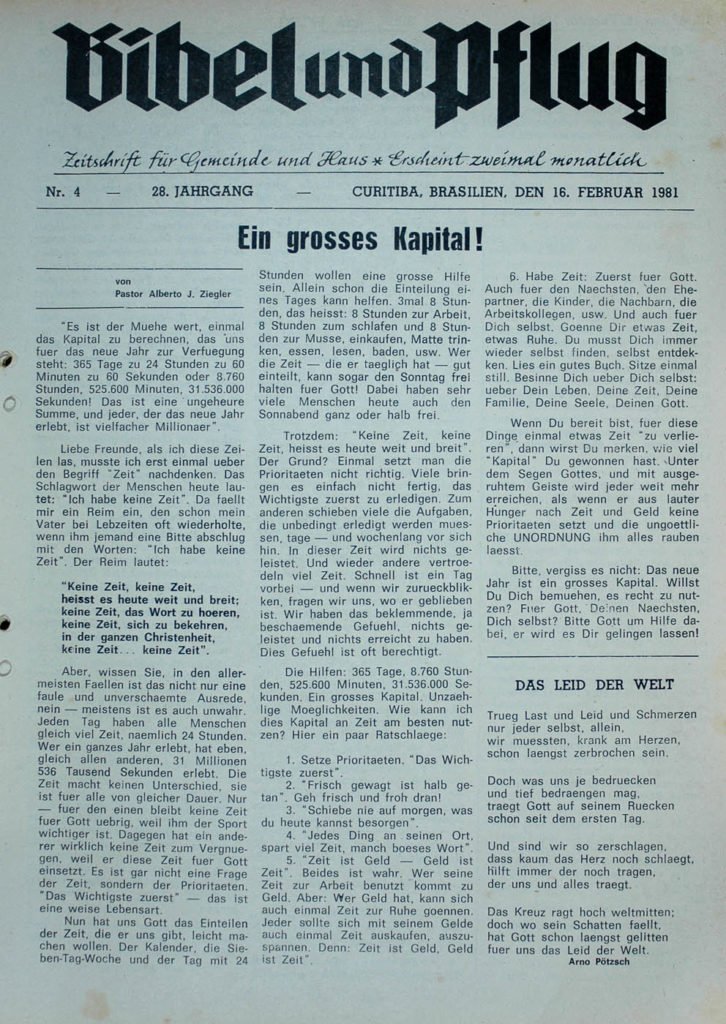 Bibel und Pflug
Zeitschrift für Gemeinde und Haus * Erscheint zweimal monatlich
Nr. 4 — 28. JAHRGANG — CURITIBA, BRASILIEN, DEN 16. FEBRUAR 1981
Ein grosses Kapital!
von
Pastor Alberto J. Ziegler
"Es ist der Muehe wert, einmal
das Kapital zu berechnen, das uns
fuer das neue Jahr zur Verfuegung
steht: 365 Tage zu 24 Stunden zu 60
Minuten zu 60 Sekunden oder 8.760
Stunden, 525.600 Minuten, 31.536.000
Sekunden! Das ist eine ungeheure
Summe, und jeder, der das neue Jahr
erlebt, ist vielfacher Millionaer".
Liebe Freunde, als ich diese Zei-
len las, musste ich erst einmal ueber
den Begriff "Zeit" nachdenken. Das
Schlagwort der Menschen heute lau-
tet: "Ich habe keine Zeit". Da faellt
mir ein Reim ein, den schon mein
Vater bei Lebzeiten oft wiederholte,
wenn ihm jemand eine Bitte abschlug
mit den Worten: "Ich habe keine
Zeit". Der Reim lautet:
"Keine Zeit, keine Zeit,
heisst es heute weit und breit;
keine Zeit, das Wort zu hoeren,
keine Zeit, sich zu bekehren,
in der ganzen Christenheit,
keine Zeit... keine Zeit".
Aber, wissen Sie, in den aller-
meisten Faellen ist das nicht nur eine
faule und unverschaemte Ausrede,
nein — meistens ist es auch unwahr.
Jeden Tag haben alle Menschen
gleich viel Zeit, naemlich 24 Stunden.
Wer ein ganzes Jahr erlebt, hat eben,
gleich allen anderen, 31 Millionen
536 Tausend Sekunden erlebt. Die
Zeit macht keinen Unterschied, sie
ist fuer alle von gleicher Dauer. Nur
— fuer den einen bleibt keine Zeit
fuer Gott uebrig, weil ihm der Sport
wichtiger ist. Dagegen hat ein ande-
rer wirklich keine Zeit zum Vergnue-
gen, weil er diese Zeit fuer Gott
einsetzt. Es ist gar nicht eine Frage
der Zeit, sondern der Prioritaeten.
"Das Wichtigste zuerst" — das ist
eine weise Lebensart.
Nun hat uns Gott das Einteilen
der Zeit, die er uns gibt, leicht ma-
chen wollen. Der Kalender, die Sie-
ben-Tag-Woche und der Tag mit 24
Stunden wollen eine grosse Hilfe
sein. Allein schon die Einteilung ei-
nes Tages kann helfen. 3mal 8 Stun-
den, das heisst: 8 Stunden zur Arbeit,
8 Stunden zum schlafen und 8 Stun-
den zur Musse, einkaufen, Matte trin-
ken, essen, lesen, baden, usw. Wer
die Zeit — die er taeglich hat — gut
einteilt, kann sogar den Sonntag frei
halten fuer Gott! Dabei haben sehr
viele Menschen heute auch den
Sonnabend ganz oder halb frei.
Trotzdem: "Keine Zeit, keine
Zeit, heisst es heute weit und breit".
Der Grund? Einmal setzt man die
Prioritaeten nicht richtig. Viele brin-
gen es einfach nicht fertig, das
Wichtigste zuerst zu erledigen. Zum
anderen schieben viele die Aufgaben,
die unbedingt erledigt werden mues-
sen, tage — und wochenlang vor sich
hin. In dieser Zeit wird nichts ge-
leistet. Und wieder andere vertroe-
deln viel Zeit. Schnell ist ein Tag
vorbei — und wenn wir zurueckblik-
ken, fragen wir uns, wo er geblieben
ist. Wir haben das beklemmende, ja
beschaemende Gefuehl, nichts ge-
leistet und nichts erreicht zu haben.
Dies Gefuehl ist oft berechtigt.
Die Hilfen: 365 Tage, 8.760 Stun-
den, 525.600 Minuten, 31.536.000 Se-
kunden. Ein grosses Kapital. Unzaeh-
lige Moeglichkeiten. Wie kann ich
dies Kapital an Zeit am besten nut-
zen? Hier ein paar Ratschlaege:
1. Setze Prioritaeten. "Das Wich-
tigste zuerst".
2. "Frisch gewagt ist halb ge-
tan". Geh frisch und froh dran!
3. "Schiebe nie auf morgen, was
du heute kannst besorgen".
4. "Jedes Ding an seinen Ort,
spart viel Zeit, manch boeses Wort".
5. "Zeit ist Geld — Geld ist
Zeit". Beides ist wahr. Wer seine
Zeit zur Arbeit benutzt kommt zu
Geld. Aber: Wer Geld hat, kann sich
auch einmal Zeit zur Ruhe goennen.
Jeder sollte sich mit seinem Gelde
auch einmal Zeit auskaufen, auszu-
spannen. Denn: Zeit ist Geld, Geld
ist Zeit".
6. Habe Zeit: Zuerst fuer Gott.
Auch fuer den Naechsten, den Ehe-
partner, die Kinder, die Nachbarn, die
Arbeitskollegen, usw. Und auch fuer
Dich selbst. Goenne Dir etwas Zeit,
etwas Ruhe. Du musst Dich immer
wieder selbst finden, selbst entdek-
ken. Lies ein gutes Buch. Sitze einmal
still. Besinne Dich ueber Dich selbst:
ueber Dein Leben, Deine Zeit, Deine
Familie, Deine Seele, Deinen Gott.
Wenn Du bereit bist, fuer diese
Dinge einmal etwas Zeit "zu verlie-
ren", dann wirst Du merken, wie viel
"Kapital" Du gewonnen hast. Unter
dem Segen Gottes, und mit ausge-
ruhtem Geiste wird jeder weit mehr
erreichen, als wenn er aus lauter
Hunger nach Zeit und Geld keine
Prioritaeten setzt und die ungoettli-
che UNORDNUNG ihm alles rauben
laesst.
Bitte, vergiss es nicht: Das neue
Jahr ist ein grosses Kapital. Willst
Du Dich bemuehen, es recht zu nut-
zen? Fuer Gott, Deinen Naechsten,
Dich selbst? Bitte Gott um Hilfe da-
bei, er wird es Dir gelingen lassen!
DAS LEID DER WELT
Trueg Last und Leid und Schmerzen
nur jeder selbst, allein,
wir muessten, krank am Herzen,
schon laengst zerbrochen sein.
Doch was uns je bedruecken
und tief bedraengen mag,
traegt Gott auf seinem Ruecken
schon seit dem ersten Tag.
Und sind wir so zerschlagen,
dass kaum das Herz noch schlaegt,
hilft immer der noch tragen,
der uns und alles traegt.
Das Kreuz ragt hoch weltmitten;
doch wo sein Schatten faellt,
hat Gott schon laengst gelitten
fuer uns das Leid der Welt.
Arno Pötzsch